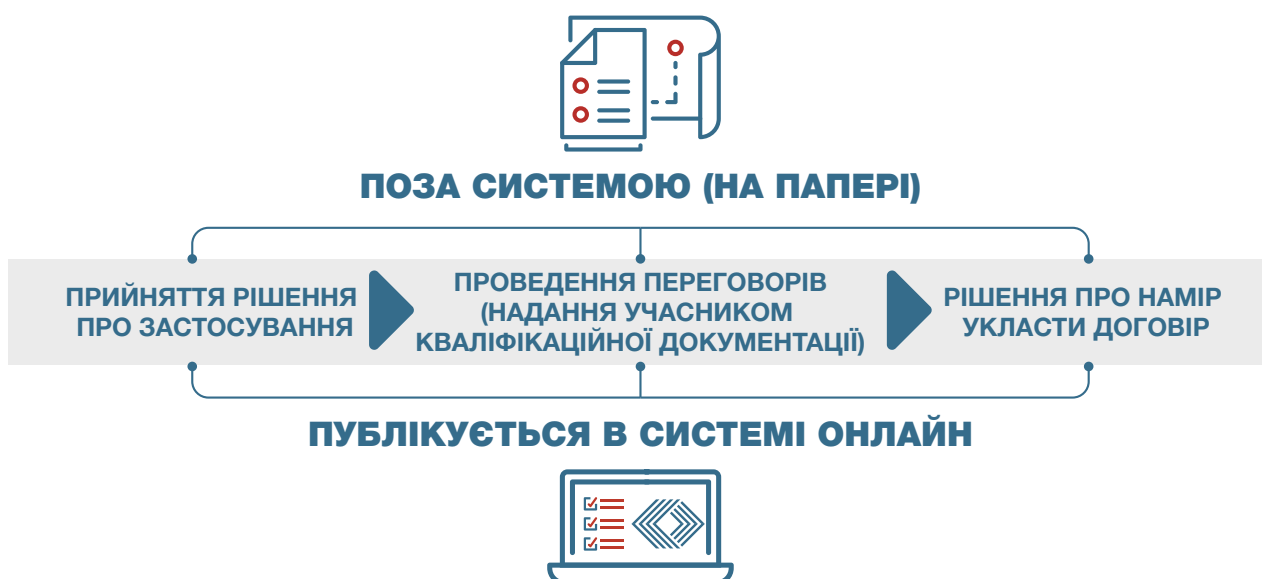 ПОЗА СИСТЕМОЮ (НА ПАПЕРІ)
ПРИЙНЯТТЯ РІШЕННЯ
ПРО ЗАСТОСУВАННЯ
ПРОВЕДЕННЯ ПЕРЕГОВОРІВ
(НАДАННЯ УЧАСНИКОМ
КВАЛІФІКАЦІЙНОЇ ДОКУМЕНТАЦІЇ)
РІШЕННЯ ПРО НАМІР
УКЛАСТИ ДОГОВІР
ПУБЛІКУЄТЬСЯ В СИСТЕМІ ОНЛАЙН